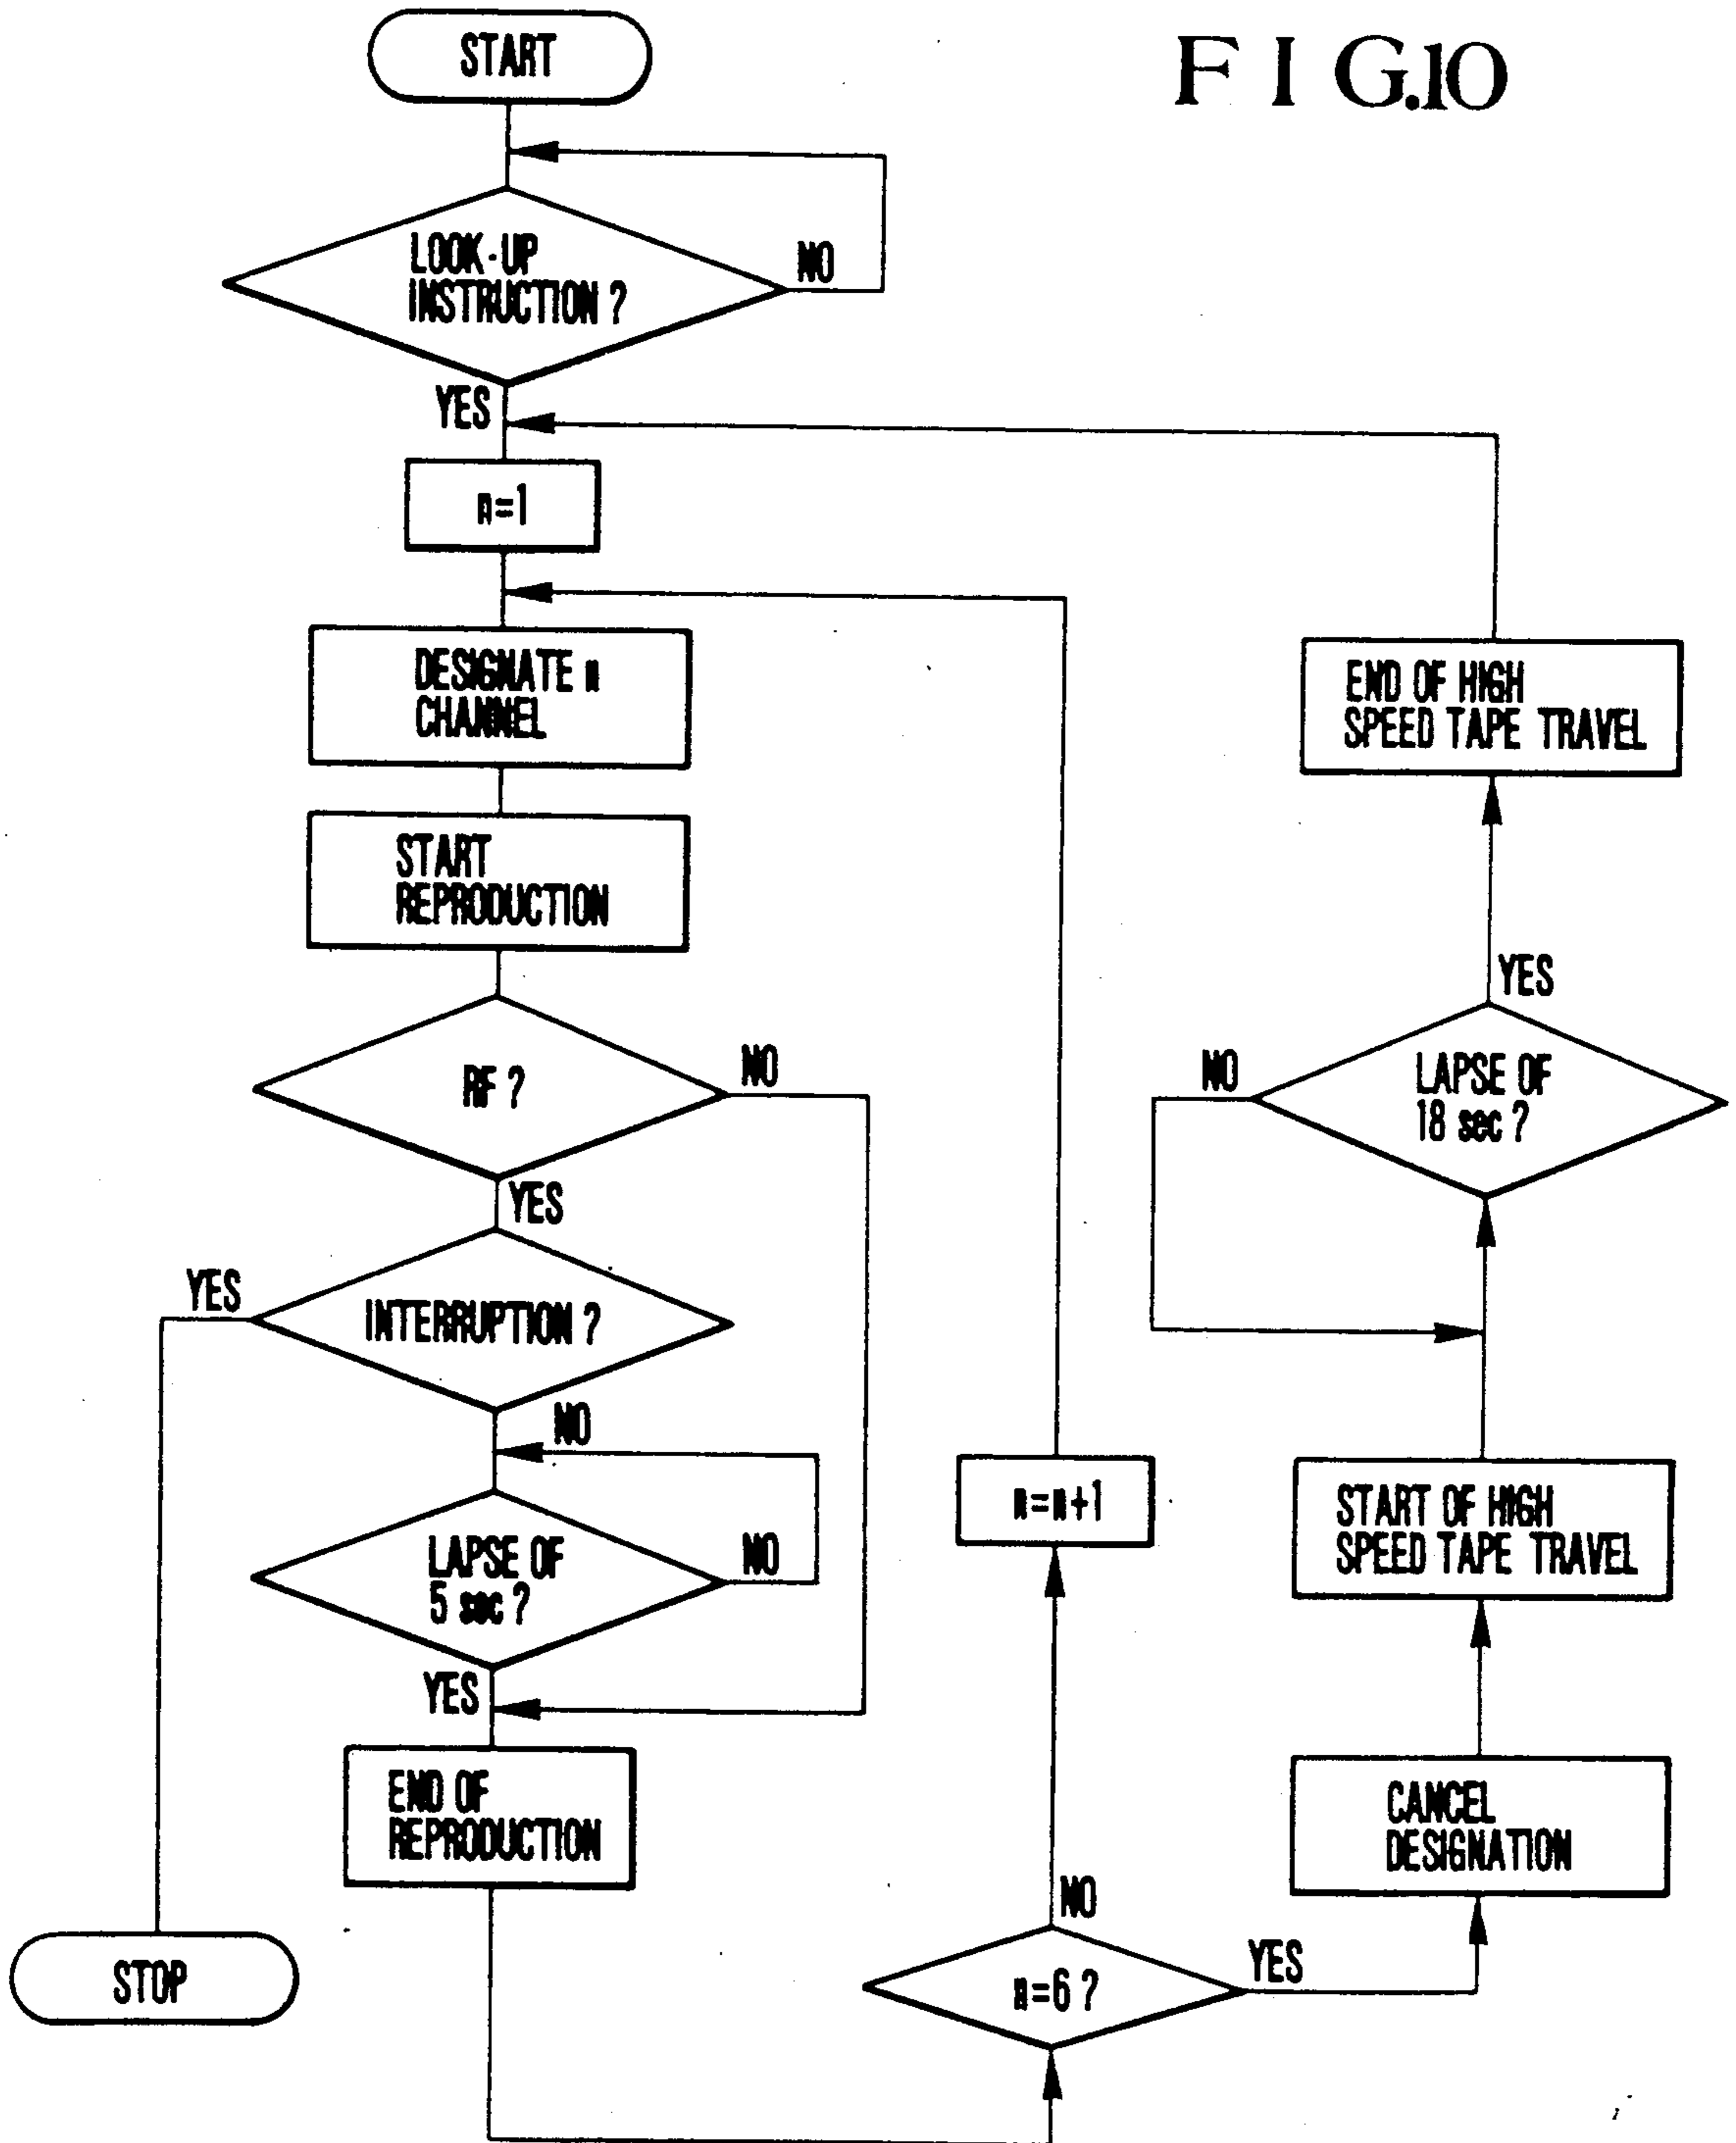 FIG.10
START
LOOK-UP
INSTRUCTION ?
NO
YES
n=1
DESIGNATE n
CHANNEL
START
REPRODUCTION
RF ?
NO
YES
INTERRUPTION ?
YES
NO
LAPSE OF
5 sec ?
NO
YES
END OF
REPRODUCTION
STOP
n=6 ?
NO
YES
n=n+1
CANCEL
DESIGNATION
START OF HIGH
SPEED TAPE TRAVEL
LAPSE OF
18 sec ?
NO
YES
END OF HIGH
SPEED TAPE TRAVEL